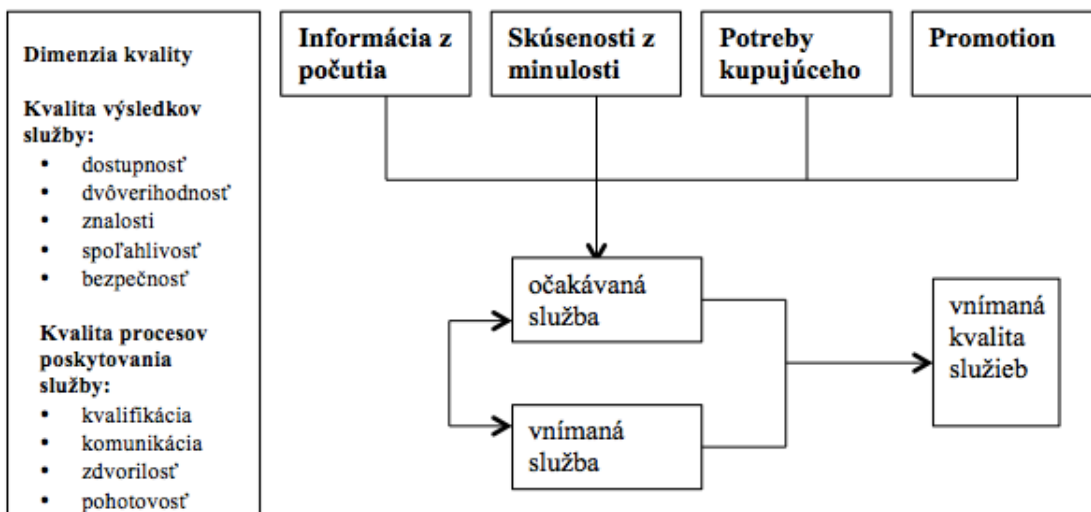 Dimenzia kvality
Kvalita výsledkov
služby:
• dostupnosť
• dvôverihodnosť
• znalosti
• spoľahlivosť
• bezpečnosť
Kvalita procesov
poskytovania
služby:
• kvalifikácia
• komunikácia
• zdvorilosť
• pohotovosť
Informácia z
počutia
Skúsenosti z
minulosti
Potreby
kupujúceho
Promotion
očakávaná
služba
vnímaná
služba
vnímaná
kvalita
služieb